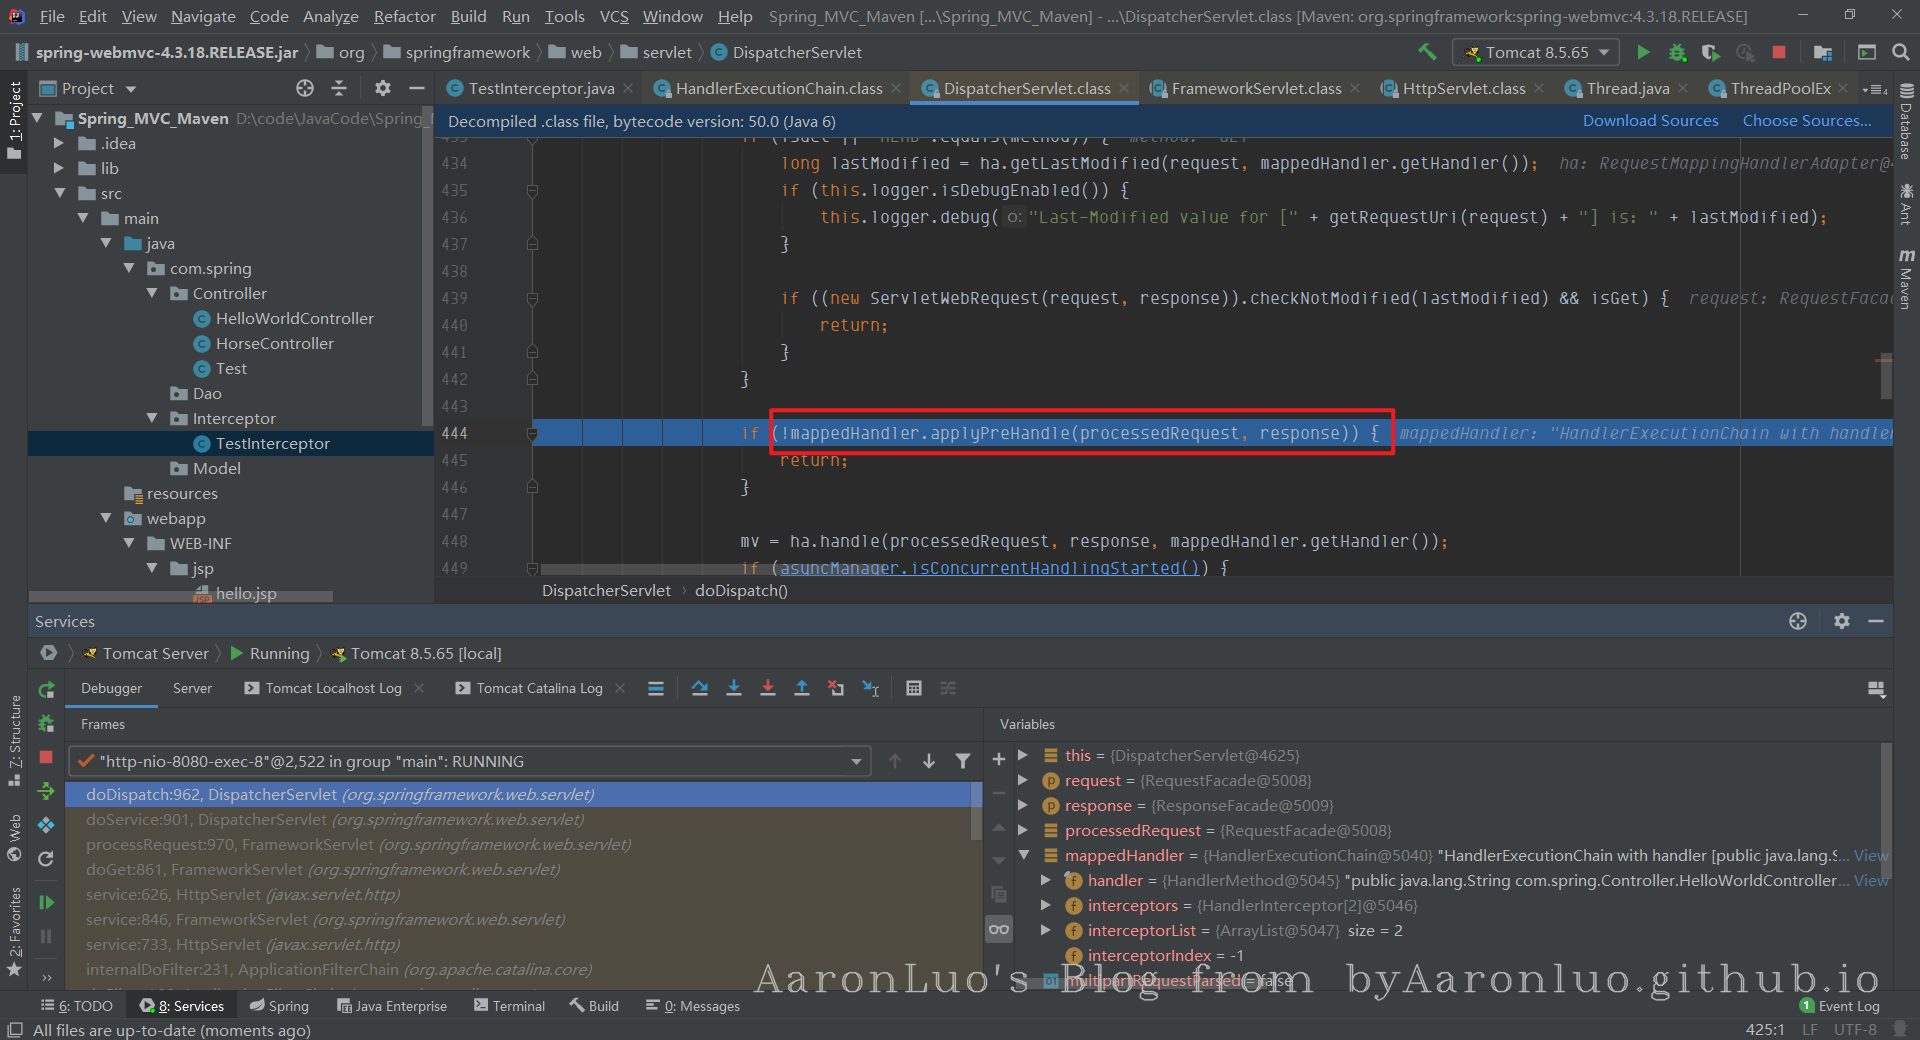 File Edit View Navigate Code Analyze Refactor Build Run Tools VCS Window Help Spring_MVC_Maven [...\Spring_MVC_Maven] - ...\DispatcherServlet.class [Maven: org.springframework:spring-webmvc:4.3.18.RELEASE]
spring-webmvc-4.3.18.RELEASE.jar org springframework web servlet DispatcherServlet Tomcat 8.5.65
Project TestInterceptor.java HandlerExecutionChain.class DispatcherServlet.class FrameworkServlet.class HttpServlet.class Thread.java ThreadPoolEx
1: Project
Spring_MVC_Maven D:\code\JavaCode\Spring_
.idea
lib
src
main
java
com.spring
Controller
HelloWorldController
HorseController
Test
Dao
Interceptor
TestInterceptor
Model
resources
webapp
WEB-INF
jsp
hello.jsp
Decompiled .class file, bytecode version: 50.0 (Java 6) Download Sources Choose Sources...
434 long lastModified = ha.getLastModified(request, mappedHandler.getHandler()); ha: RequestMappingHandlerAdapter@4
435 if (this.logger.isDebugEnabled()) {
436 this.logger.debug( o: "Last-Modified value for [" + getRequestUri(request) + "] is: " + lastModified);
437 }
438
439 if ((new ServletWebRequest(request, response)).checkNotModified(lastModified) && isGet) { request: RequestFaca
440 return;
441 }
442 }
443
444 if (!mappedHandler.applyPreHandle(processedRequest, response)) { mappedHandler: "HandlerExecutionChain with handle
445 return;
446 }
447
448 mv = ha.handle(processedRequest, response, mappedHandler.getHandler());
449 if (asyncManager.isConcurrentHandlingStarted()) {
DispatcherServlet › doDispatch()
Database
Ant
Maven
Services
Tomcat Server Running Tomcat 8.5.65 [local]
Debugger Server Tomcat Localhost Log Tomcat Catalina Log
Frames
"http-nio-8080-exec-8"@2,522 in group "main": RUNNING
doDispatch:962, DispatcherServlet (org.springframework.web.servlet)
doService:901, DispatcherServlet (org.springframework.web.servlet)
processRequest:970, FrameworkServlet (org.springframework.web.servlet)
doGet:861, FrameworkServlet (org.springframework.web.servlet)
service:626, HttpServlet (javax.servlet.http)
service:846, FrameworkServlet (org.springframework.web.servlet)
service:733, HttpServlet (javax.servlet.http)
internalDoFilter:231, ApplicationFilterChain (org.apache.catalina.core)
Variables
this = {DispatcherServlet@4625}
request = {RequestFacade@5008}
response = {ResponseFacade@5009}
processedRequest = {RequestFacade@5008}
mappedHandler = {HandlerExecutionChain@5040} "HandlerExecutionChain with handler [public java.lang.S... View
handler = {HandlerMethod@5045} "public java.lang.String com.spring.Controller.HelloWorldController... View
interceptors = {HandlerInterceptor[2]@5046}
interceptorList = {ArrayList@5047} size = 2
interceptorIndex = -1
multipartRequestParsed = false
AaronLuo's Blog from byAaronluo.github.io
7: Structure
Web
2: Favorites
6: TODO 8: Services Spring Java Enterprise Terminal Build 0: Messages 1 Event Log
All files are up-to-date (moments ago) 425:1 LF UTF-8